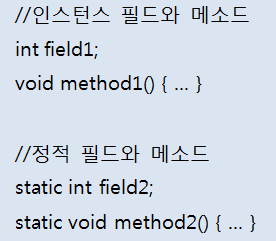 //인스턴스 필드와 메소드
int field1;
void method1() { ... }
//정적 필드와 메소드
static int field2;
static void method2() { ... }